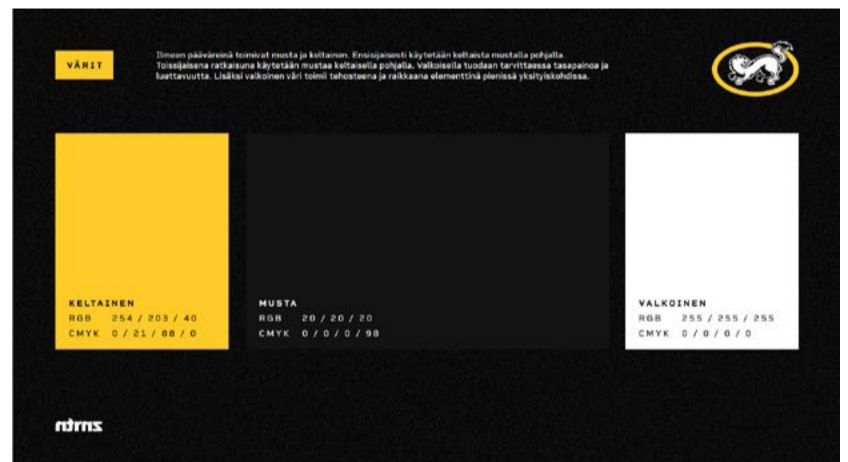 VÄRIT
Ilmeen pääväreinä toimivat musta ja keltainen. Ensisijaisesti käytetään keltaista mustalla pohjalla.
Toissijaisena ratkaisuna käytetään mustaa keltaisella pohjalla. Valkoisella tuodaan tarvittaessa tasapainoa ja
luettavuutta. Lisäksi valkoinen väri toimii tehosteena ja raikkaana elementtinä pienissä yksityiskohdissa.
KELTAINEN
RGB 254 / 203 / 40
CMYK 0 / 21 / 88 / 0
MUSTA
RGB 20 / 20 / 20
CMYK 0 / 0 / 0 / 98
VALKOINEN
RGB 255 / 255 / 255
CMYK 0 / 0 / 0 / 0